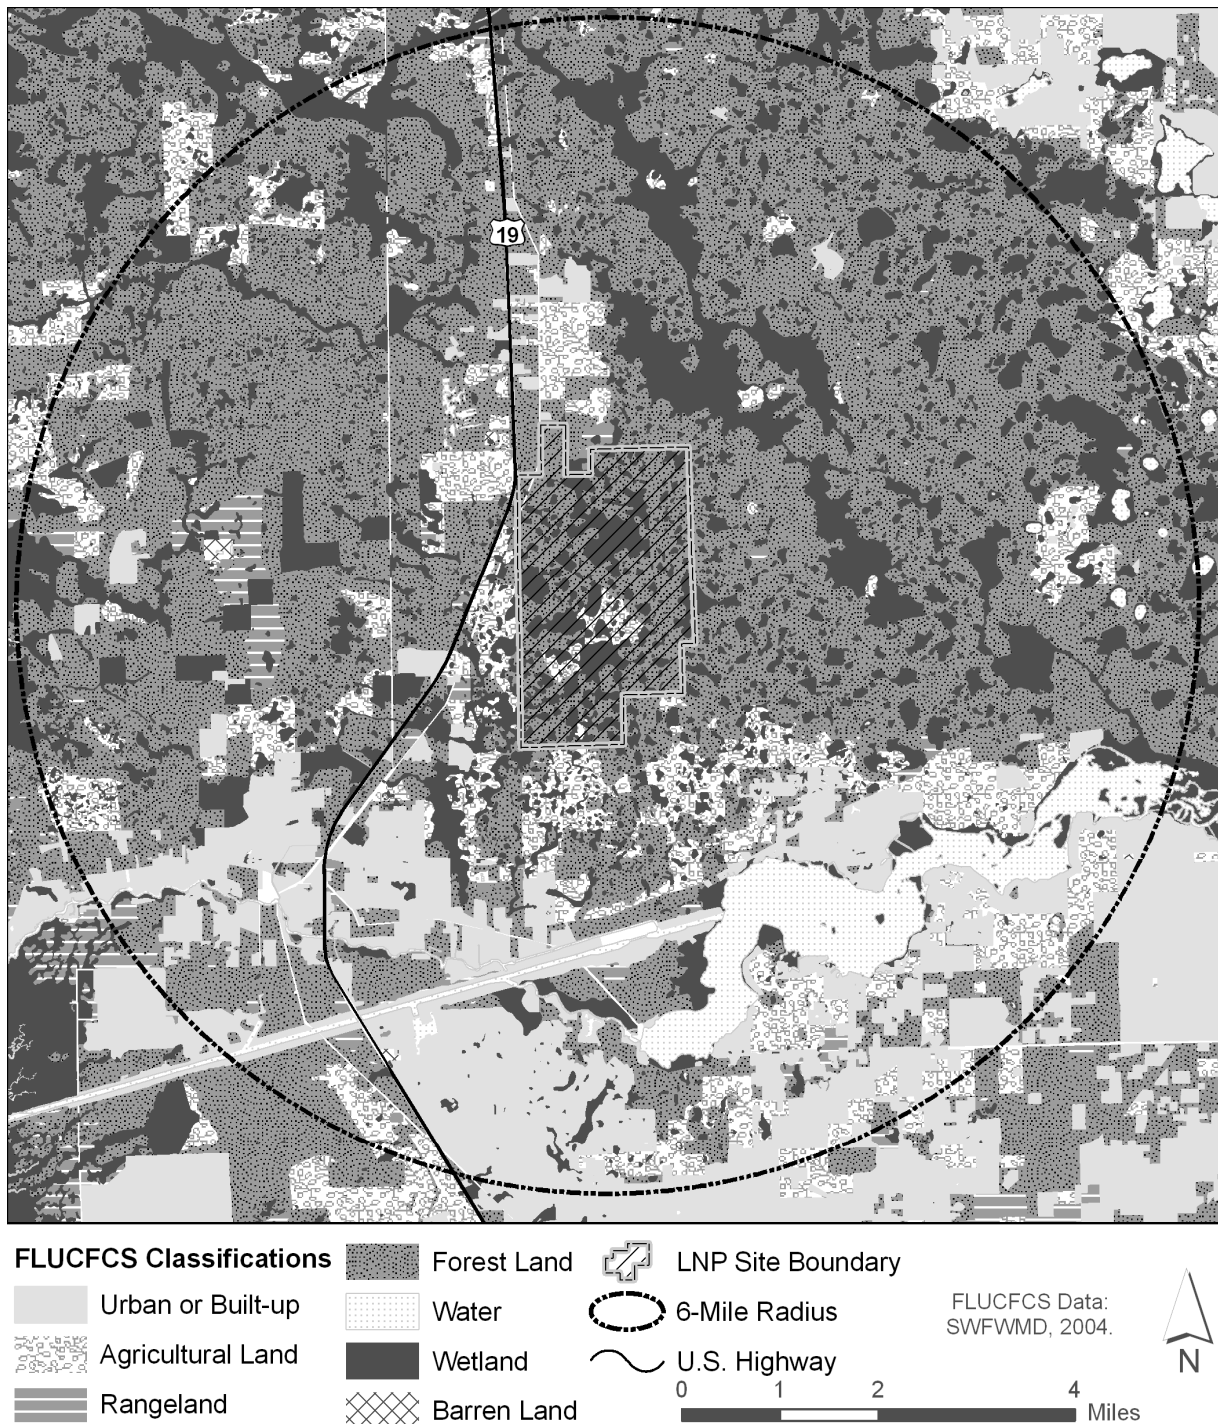 19
FLUCFCS Classifications
Urban or Built-up
Agricultural Land
Rangeland
Forest Land
Water
Wetland
Barren Land
LNP Site Boundary
6-Mile Radius
U.S. Highway
FLUCFCS Data:
SWFWMD, 2004.
0 1 2 4
Miles
N